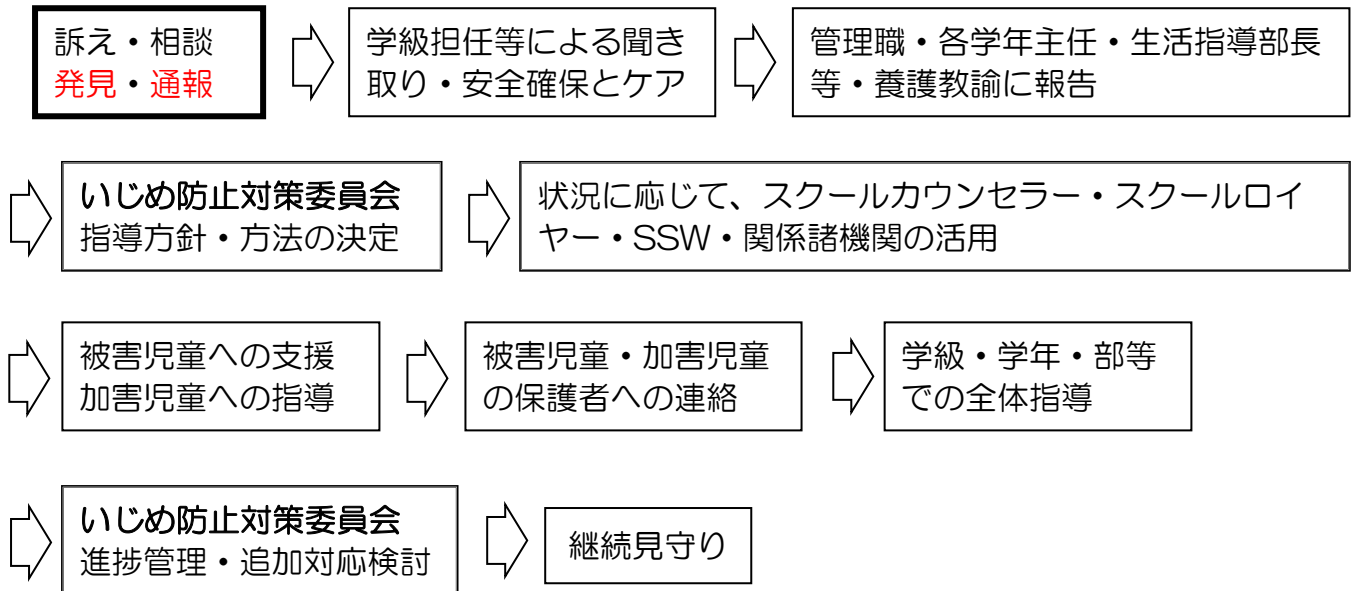 訴え・相談
発見・通報
学級担任等による聞き
取り・安全確保とケア
管理職・各学年主任・生活指導部長
等・養護教諭に報告
いじめ防止対策委員会
指導方針・方法の決定
状況に応じて、スクールカウンセラー・スクールロイ
ヤー・SSW・関係諸機関の活用
被害児童への支援
加害児童への指導
被害児童・加害児童
の保護者への連絡
学級・学年・部等
での全体指導
いじめ防止対策委員会
進捗管理・追加対応検討
継続見守り